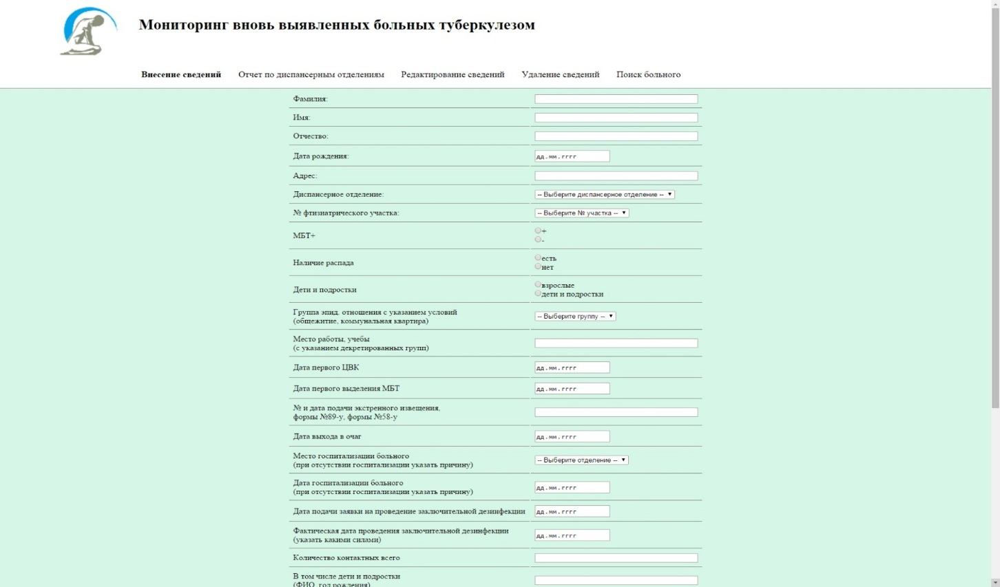 Мониторинг вновь выявленных больных туберкулезом
Внесение сведений Отчет по диспансерным отделениям Редактирование сведений Удаление сведений Поиск больного
Фамилия:
Имя:
Отчество:
Дата рождения: дд.мм.гггг
Адрес:
Диспансерное отделение: -- Выберите диспансерное отделение --
№ фтизиатрического участка: -- Выберите № участка --
МБТ+
+
-
Наличие распада
есть
нет
Дети и подростки
взрослые
дети и подростки
Группа эпид. отношения с указанием условий
(общежитие, коммунальная квартира)
-- Выберите группу --
Место работы, учебы
(с указанием декретированных групп)
Дата первого ЦВК дд.мм.гггг
Дата первого выделения МБТ дд.мм.гггг
№ и дата подачи экстренного извещения,
формы №89-у, формы №58-у
Дата выхода в очаг дд.мм.гггг
Место госпитализации больного
(при отсутствии госпитализации указать причину)
-- Выберите отделение --
Дата госпитализации больного
(при отсутствии госпитализации указать причину)
дд.мм.гггг
Дата подачи заявки на проведение заключительной дезинфекции дд.мм.гггг
Фактическая дата проведения заключительной дезинфекции
(указать какими силами)
дд.мм.гггг
Количество контактных всего
В том числе дети и подростки
(ФИО, год рождения)